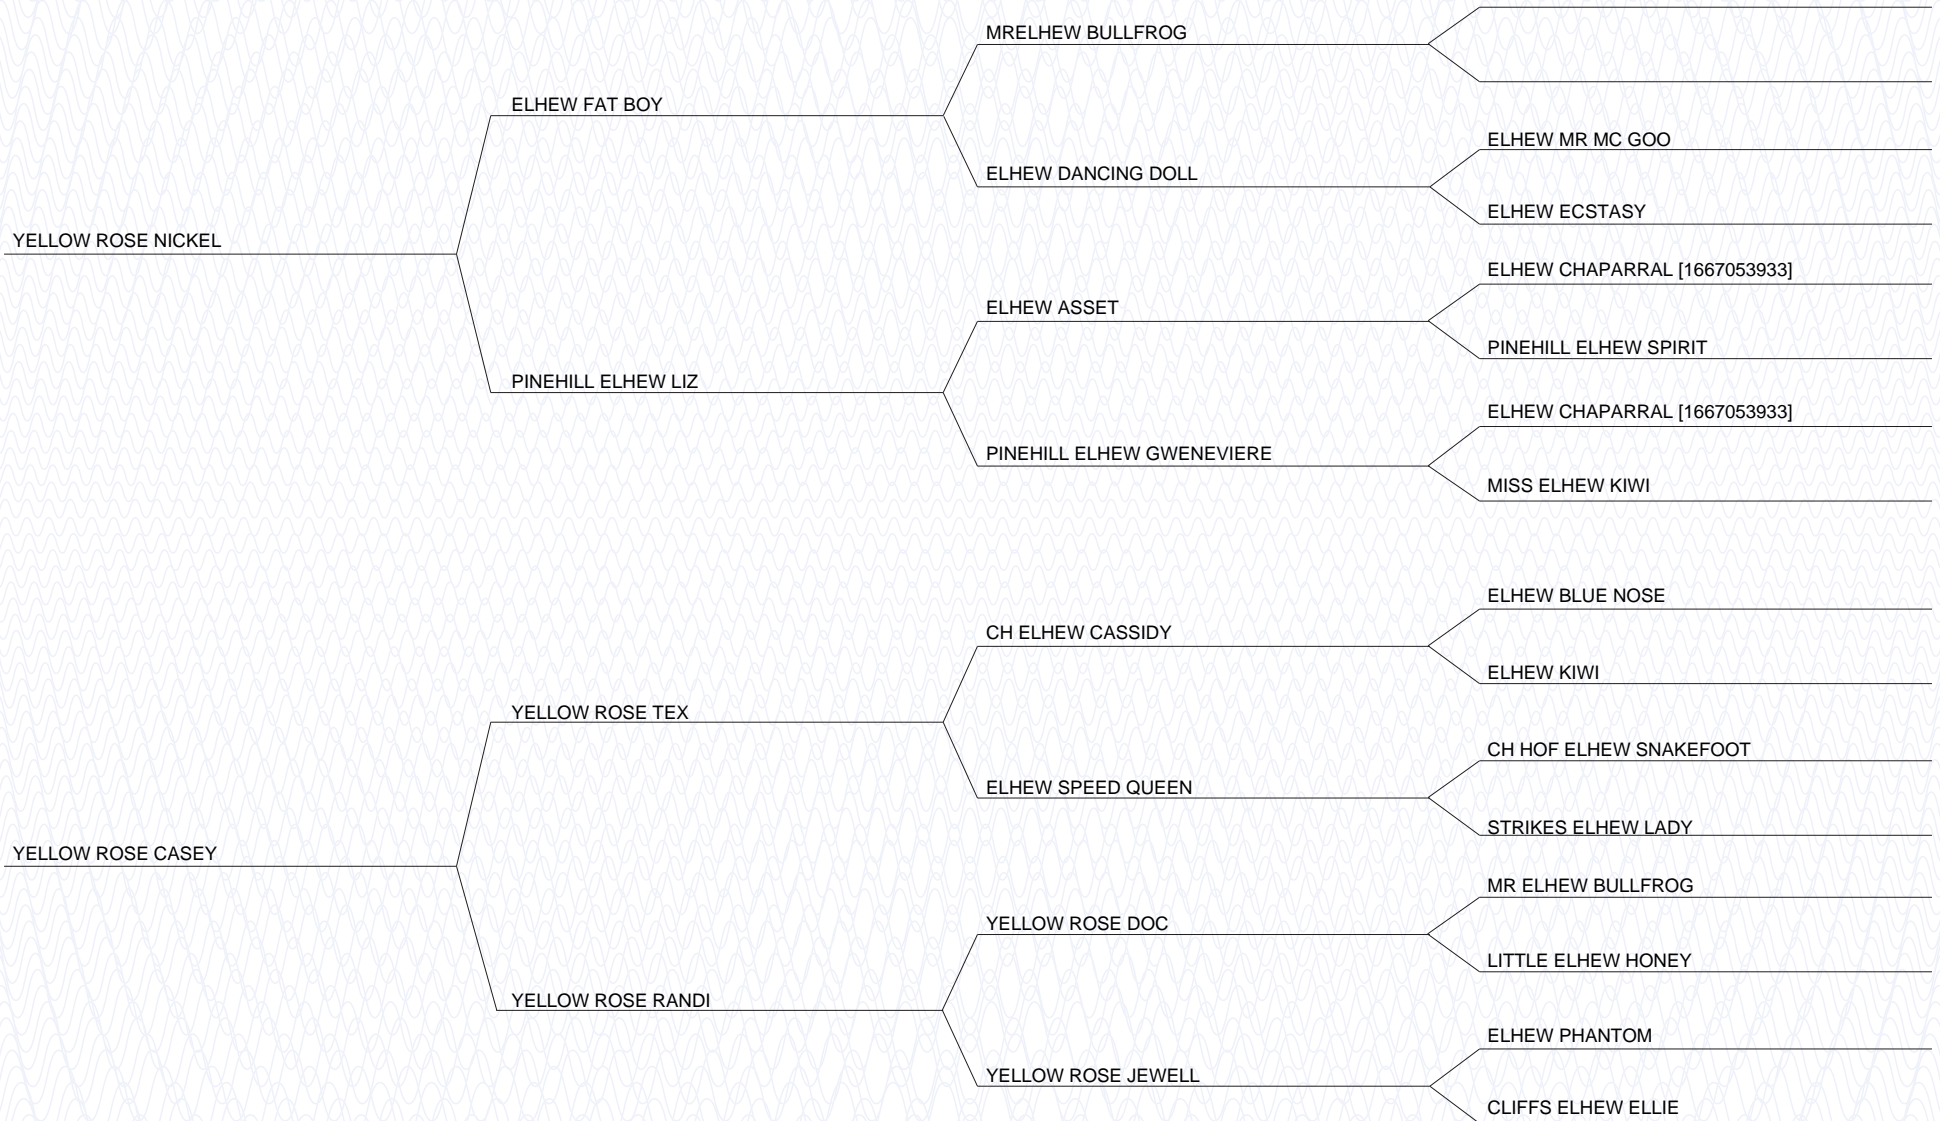 MRELHEW BULLFROG
ELHEW FAT BOY
ELHEW MR MC GOO
ELHEW DANCING DOLL
ELHEW ECSTASY
YELLOW ROSE NICKEL
ELHEW CHAPARRAL [1667053933]
ELHEW ASSET
PINEHILL ELHEW SPIRIT
PINEHILL ELHEW LIZ
ELHEW CHAPARRAL [1667053933]
PINEHILL ELHEW GWENEVIERE
MISS ELHEW KIWI
ELHEW BLUE NOSE
CH ELHEW CASSIDY
ELHEW KIWI
YELLOW ROSE TEX
CH HOF ELHEW SNAKEFOOT
ELHEW SPEED QUEEN
STRIKES ELHEW LADY
YELLOW ROSE CASEY
MR ELHEW BULLFROG
YELLOW ROSE DOC
LITTLE ELHEW HONEY
YELLOW ROSE RANDI
ELHEW PHANTOM
YELLOW ROSE JEWELL
CLIFFS ELHEW ELLIE